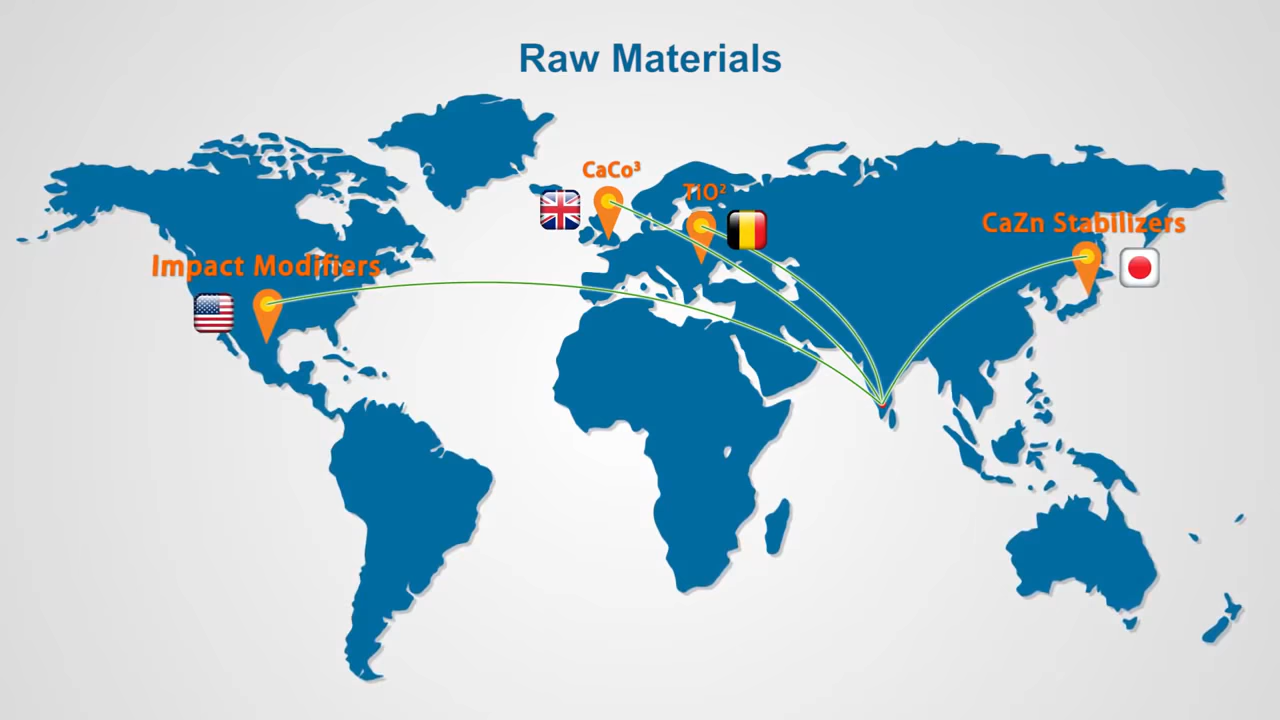 Raw Materials
CaCo³
TIO²
CaZn Stabilizers
Impact Modifiers